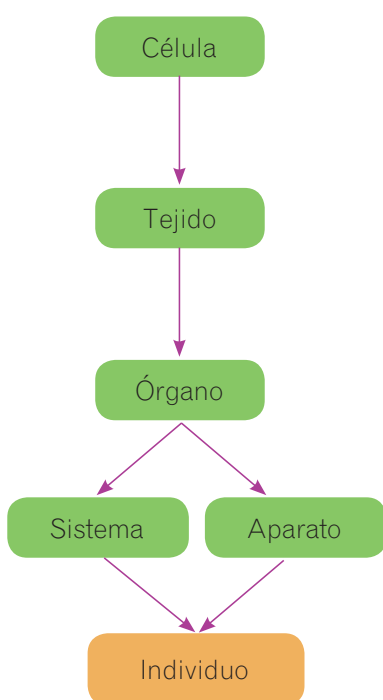 Célula
Tejido
Órgano
Sistema
Aparato
Individuo